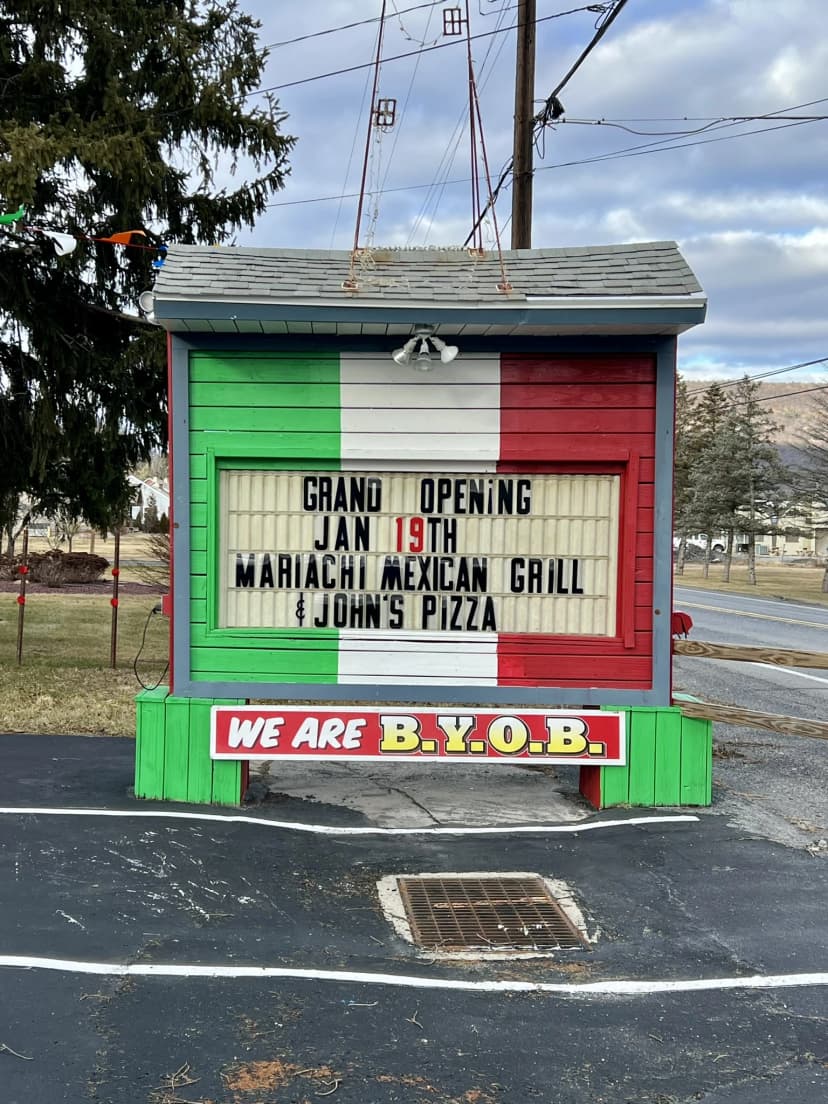 GRAND OPENiNG
JAN 19TH
MARIACHI MEXICAN GRILL
& JOHN'S PiZZA
WE ARE B.Y.O.B.